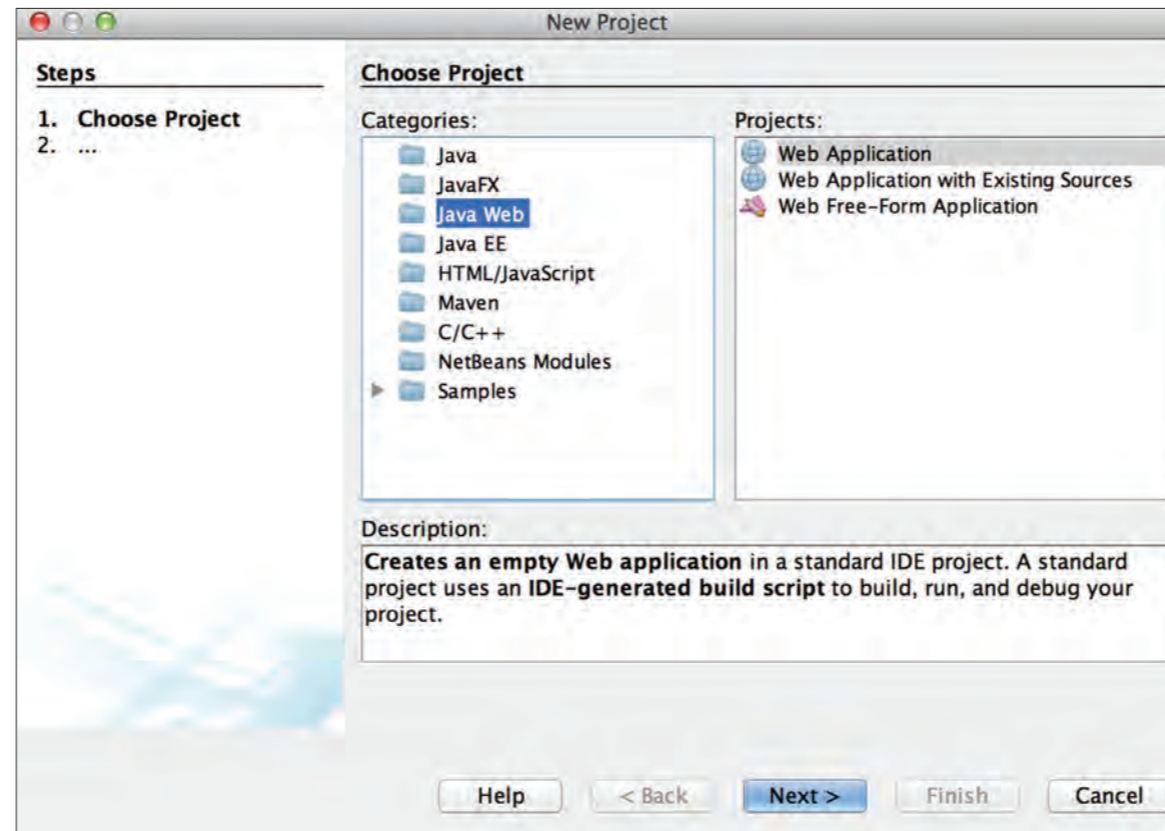 New Project
Steps
1. Choose Project
2. ...
Choose Project
Categories:
Java
JavaFX
Java Web
Java EE
HTML/JavaScript
Maven
C/C++
NetBeans Modules
Samples
Projects:
Web Application
Web Application with Existing Sources
Web Free-Form Application
Description:
Creates an empty Web application in a standard IDE project. A standard
project uses an IDE-generated build script to build, run, and debug your
project.
Help < Back Next > Finish Cancel